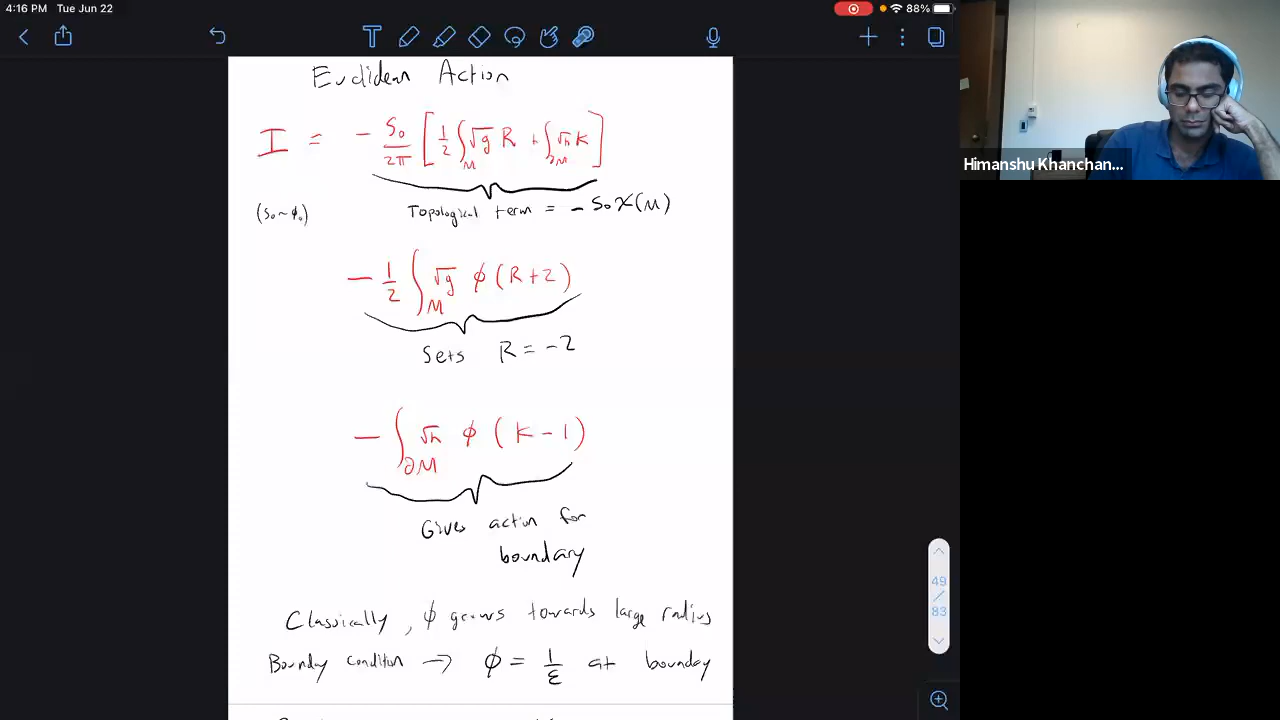 4:16 PM Tue Jun 22
88%
Euclidean Action
I = - S₀/2π [ 1/2 ∫_M √g R + ∫_∂M √h K ]
(S₀ ~ ϕ₀)
Topological term = - S₀ χ(M)
- 1/2 ∫_M √g ϕ (R+2)
Sets R = -2
- ∫_∂M √h ϕ (K - 1)
Gives action for
boundary
Classically, ϕ grows towards large radius
Boundary condition → ϕ = 1/ε at boundary
49
/
83
Himanshu Khanchan...